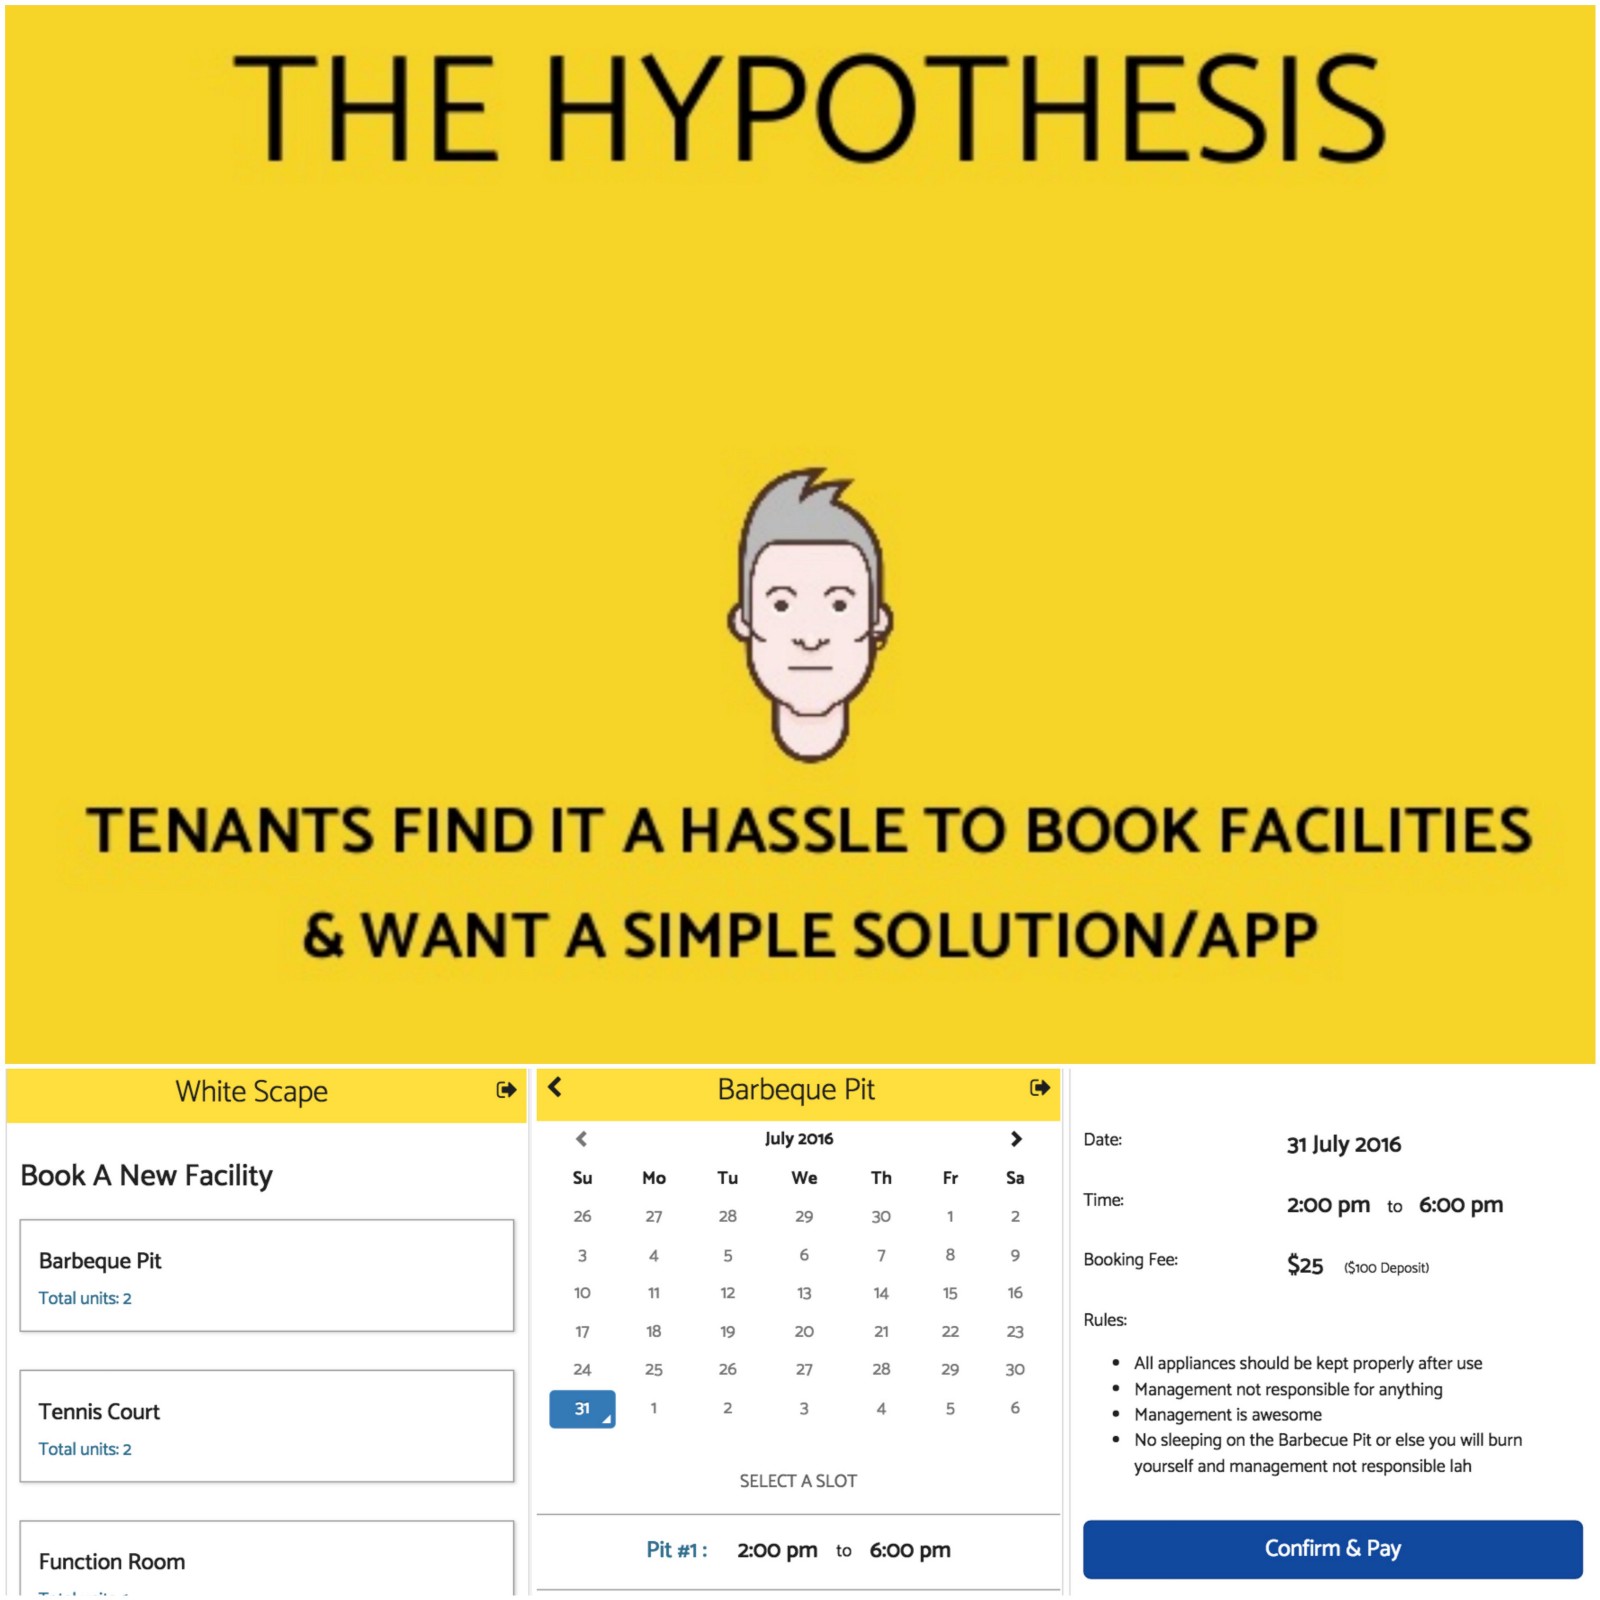 THE HYPOTHESIS
TENANTS FIND IT A HASSLE TO BOOK FACILITIES
& WANT A SIMPLE SOLUTION/APP
White Scape
Book A New Facility
Barbeque Pit
Total units: 2
Tennis Court
Total units: 2
Function Room
Barbeque Pit
July 2016
Su Mo Tu We Th Fr Sa
26 27 28 29 30 1 2
3 4 5 6 7 8 9
10 11 12 13 14 15 16
17 18 19 20 21 22 23
24 25 26 27 28 29 30
31 1 2 3 4 5 6
SELECT A SLOT
Pit #1 : 2:00 pm to 6:00 pm
Date: 31 July 2016
Time: 2:00 pm to 6:00 pm
Booking Fee: $25 ($100 Deposit)
Rules:
• All appliances should be kept properly after use
• Management not responsible for anything
• Management is awesome
• No sleeping on the Barbecue Pit or else you will burn
yourself and management not responsible lah
Confirm & Pay